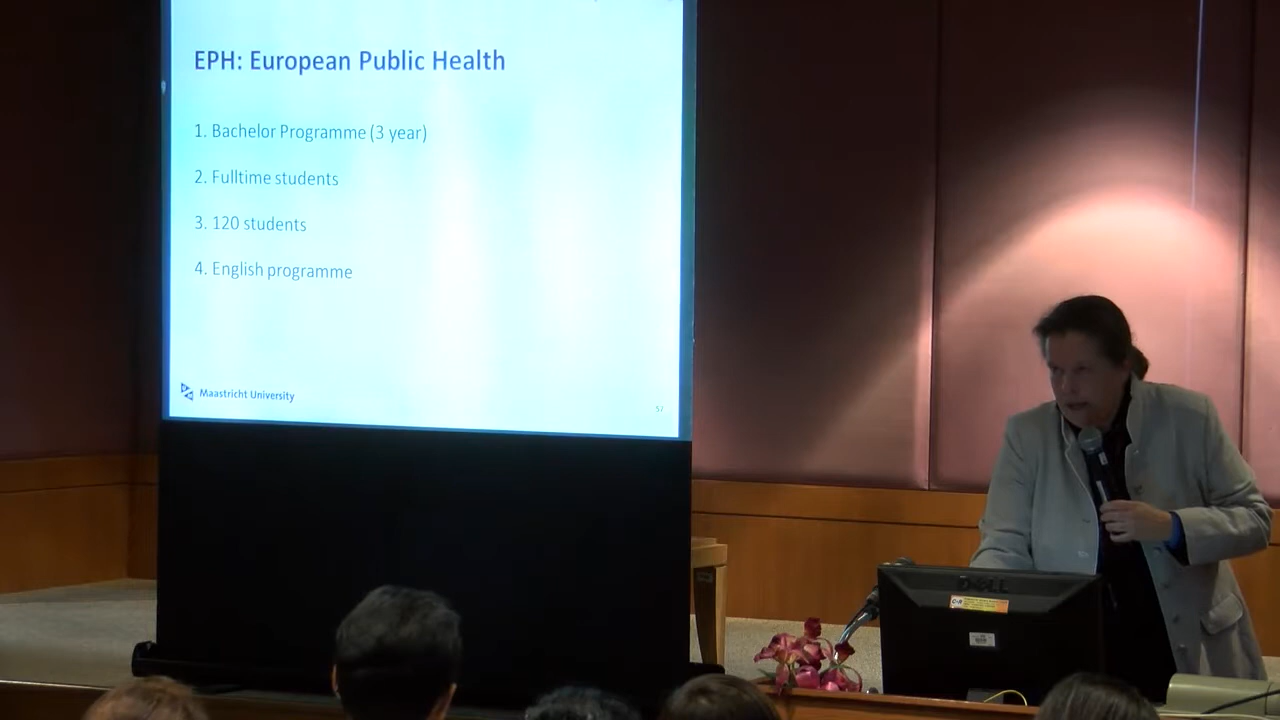 EPH: European Public Health
1. Bachelor Programme (3 year)
2. Fulltime students
3. 120 students
4. English programme
Maastricht University
57
DELL